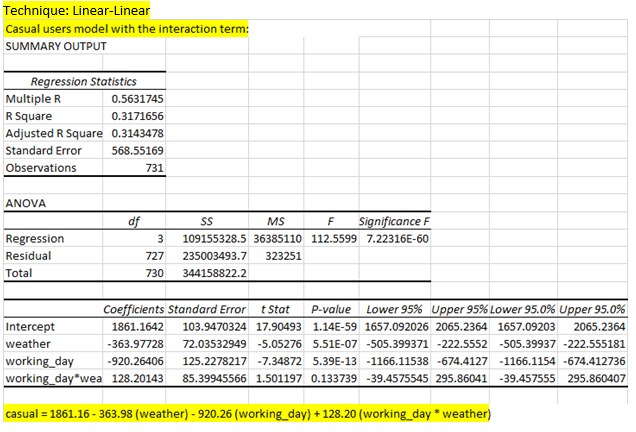 Technique: Linear-Linear
Casual users model with the interaction term:
SUMMARY OUTPUT
Regression Statistics
Multiple R 0.5631745
R Square 0.3171656
Adjusted R Square 0.3143478
Standard Error 568.55169
Observations 731
ANOVA
df SS MS F Significance F
Regression 3 109155328.5 36385110 112.5599 7.22316E-60
Residual 727 235003493.7 323251
Total 730 344158822.2
Coefficients Standard Error t Stat P-value Lower 95% Upper 95% Lower 95.0% Upper 95.0%
Intercept 1861.1642 103.9470324 17.90493 1.14E-59 1657.092026 2065.2364 1657.09203 2065.2364
weather -363.97728 72.03532949 -5.05276 5.51E-07 -505.399371 -222.5552 -505.39937 -222.555181
working_day -920.26406 125.2278217 -7.34872 5.39E-13 -1166.11538 -674.4127 -1166.1154 -674.412736
working_day*wea 128.20143 85.39945566 1.501197 0.133739 -39.4575545 295.86041 -39.457555 295.860407
casual = 1861.16 - 363.98 (weather) - 920.26 (working_day) + 128.20 (working_day * weather)